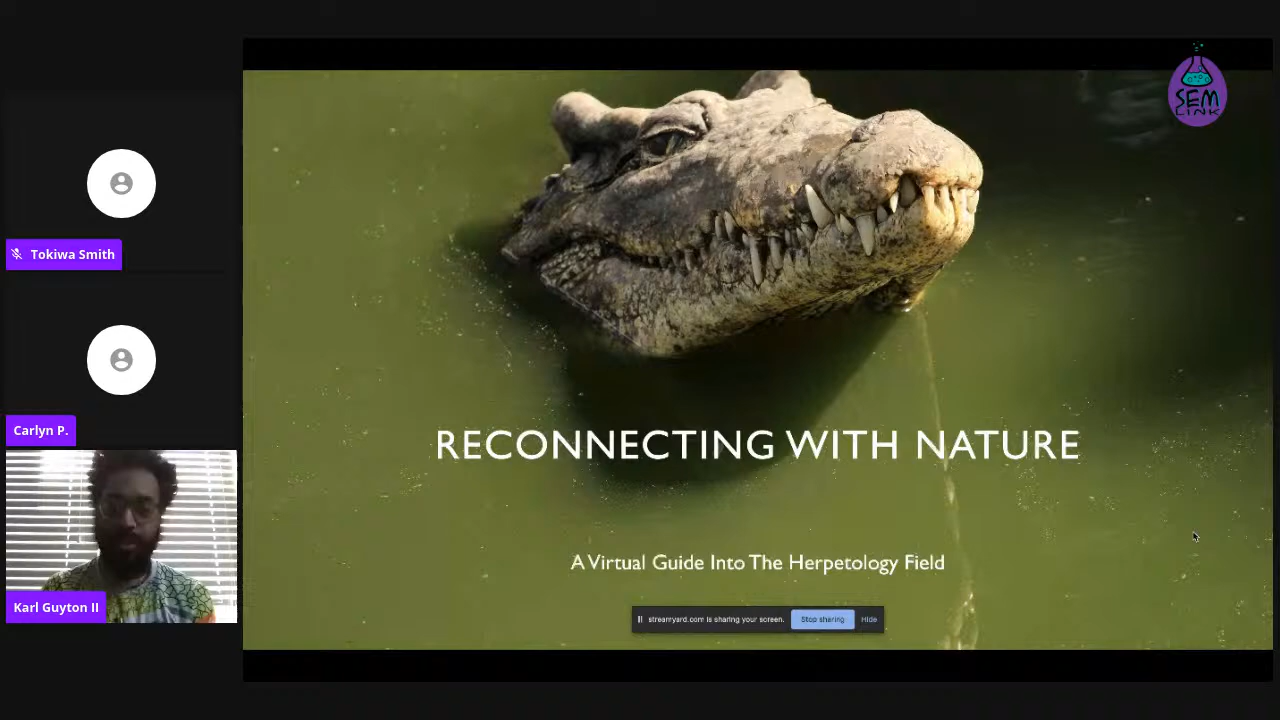 SEM
LINK
Tokiwa Smith
Carlyn P.
Karl Guyton II
RECONNECTING WITH NATURE
A Virtual Guide Into The Herpetology Field
streamyard.com is sharing your screen. Stop sharing Hide